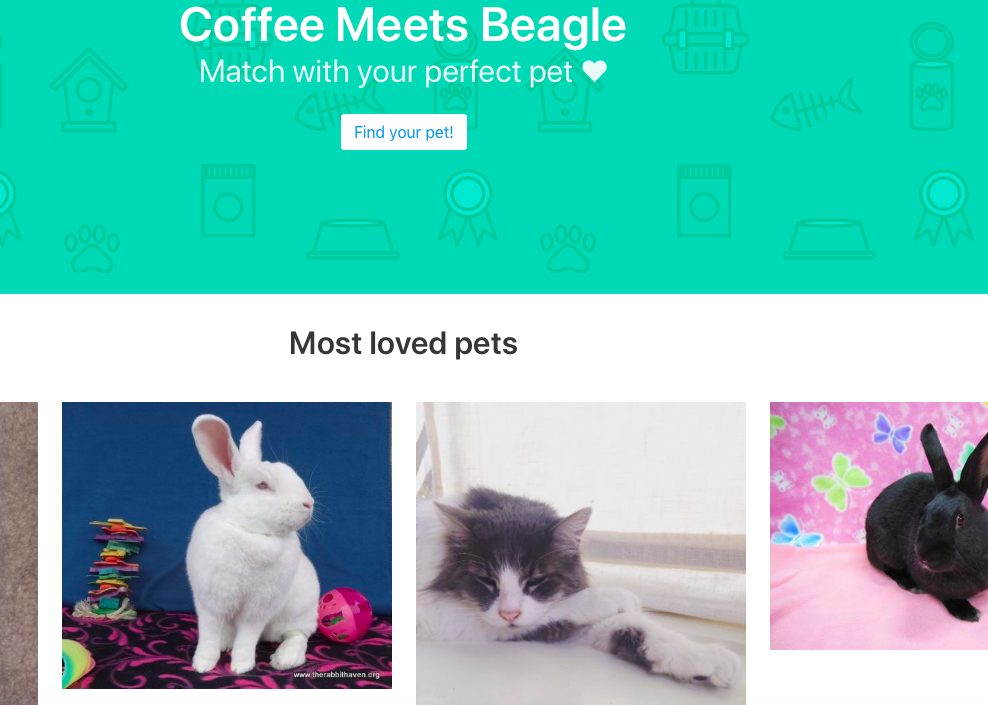 Coffee Meets Beagle
Match with your perfect pet
Find your pet!
Most loved pets
www.therabbithaven.org